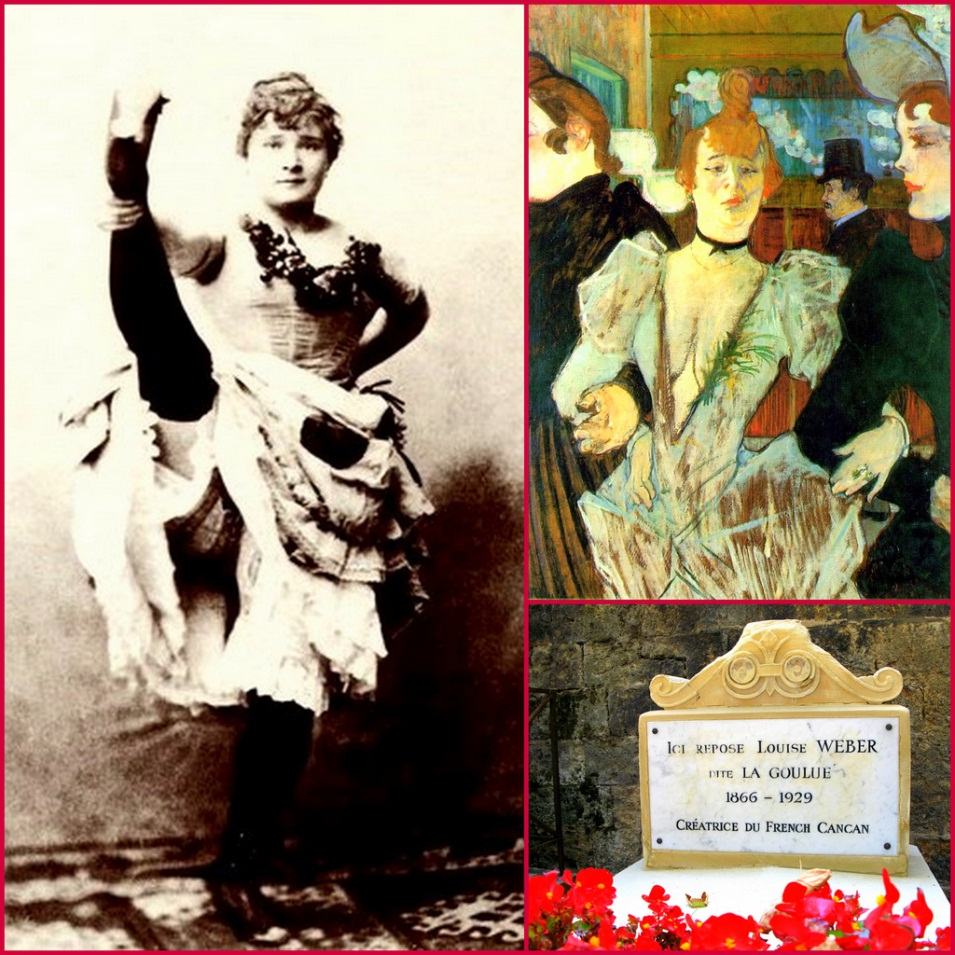 Ici repose Louise WEBER
dite LA GOULUE
1866 – 1929
Créatrice du French Cancan